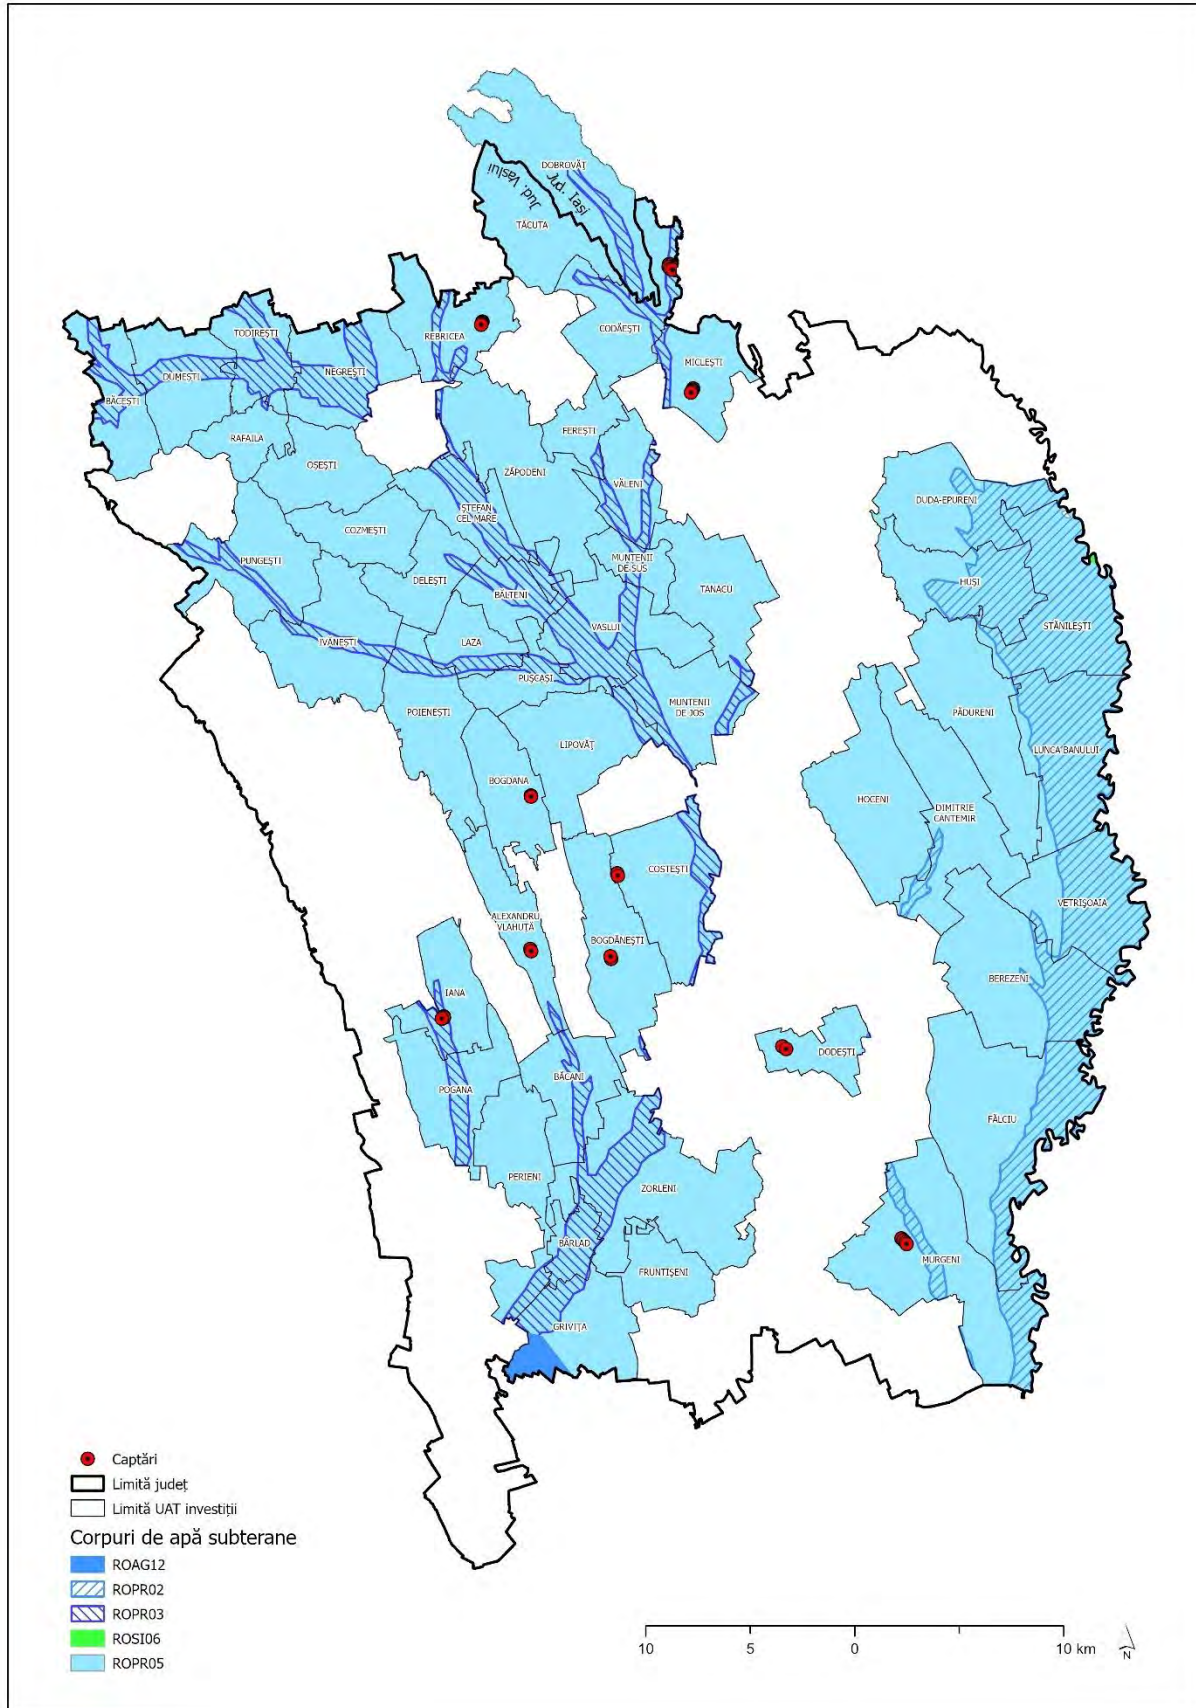 DOBROVĂȚ
Jud. Vaslui
Jud. Iași
TĂCUTA
TODIREȘTI
REBRICEA
CODĂEȘTI
MICLEȘTI
NEGREȘTI
DUMEȘTI
BĂCEȘTI
RAFAILA
FEREȘTI
OȘEȘTI
ZĂPODENI
VĂLENI
DUDA-EPURENI
ȘTEFAN
CEL MARE
COZMEȘTI
PUNGEȘTI
MUNTENII
DE SUS
DELEȘTI
TANACU
HUȘI
BĂLTENI
STĂNILEȘTI
VASLUI
IVĂNEȘTI
LAZA
PUȘCAȘI
MUNTENII
DE JOS
POIENEȘTI
PĂDURENI
LIPOVĂȚ
LUNCA BANULUI
BOGDANA
HOCENI
DIMITRIE
CANTEMIR
COSTEȘTI
VETRIȘOAIA
ALEXANDRU
VLAHUȚĂ
BOGDĂNEȘTI
BEREZENI
IANA
DODEȘTI
BĂCANI
POGANA
FĂLCIU
PERIENI
ZORLENI
BÂRLAD
MURGENI
FRUNTIȘENI
GRIVIȚA
Captări
Limită județ
Limită UAT investiții
Corpuri de apă subterane
ROAG12
ROPR02
ROPR03
ROSI06
ROPR05
10 5 0 10 km
N